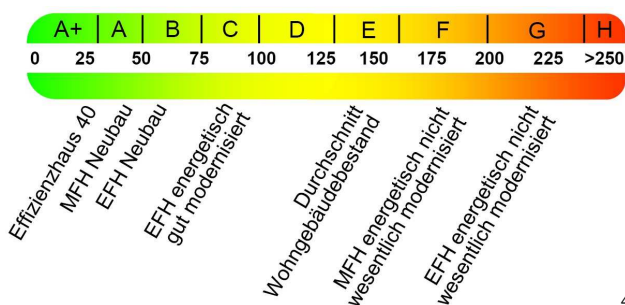 A+ A B C D E F G H
0 25 50 75 100 125 150 175 200 225 >250
Effizienzhaus 40
MFH Neubau
EFH Neubau
EFH energetisch
gut modernisiert
Durchschnitt
Wohngebäudebestand
MFH energetisch nicht
wesentlich modernisiert
EFH energetisch nicht
wesentlich modernisiert